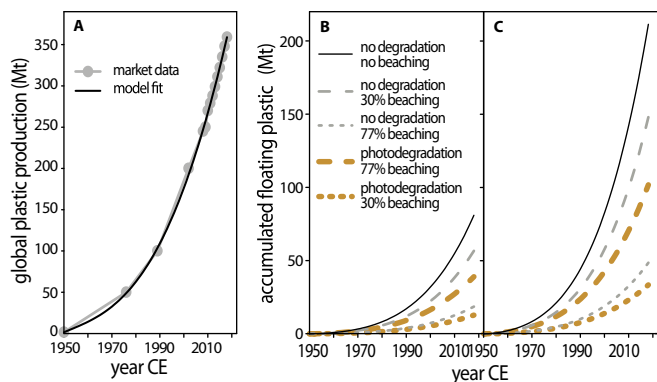 A
350
300
250
200
150
100
50
0
global plastic production (Mt)
market data
model fit
1950
1970
1990
2010
year CE
B
200
150
100
50
0
accumulated floating plastic (Mt)
no degradation
no beaching
no degradation
30% beaching
no degradation
77% beaching
photodegradation
77% beaching
photodegradation
30% beaching
1950
1970
1990
2010
C
1950
1970
1990
2010
year CE